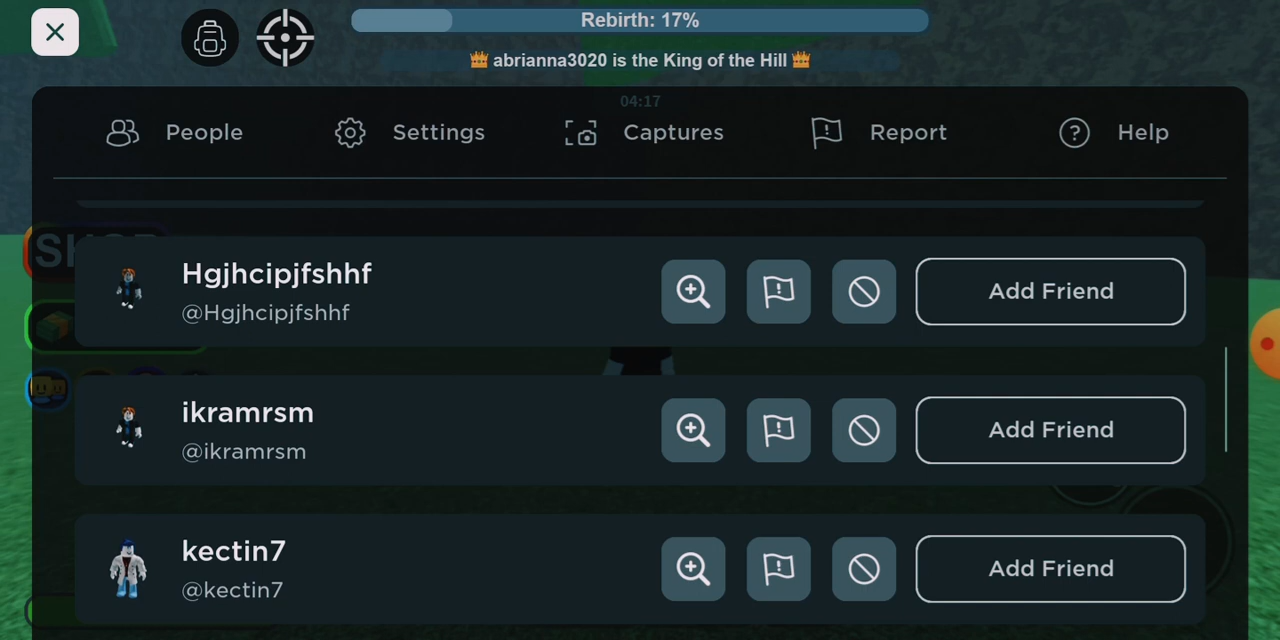 Rebirth: 17%
👑 abrianna3020 is the King of the Hill 👑
04:17
People Settings Captures Report Help
SHOP
Hgjhcipjfshhf
@Hgjhcipjfshhf
Add Friend
ikramrsm
@ikramrsm
Add Friend
kectin7
@kectin7
Add Friend